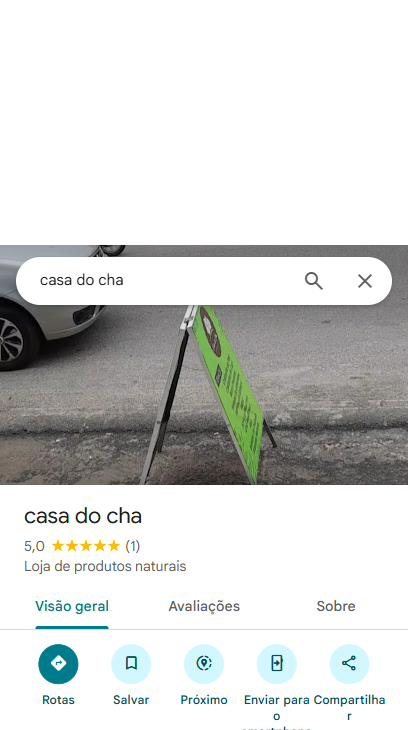 casa do cha
casa do cha
5,0 (1)
Loja de produtos naturais
Visão geral Avaliações Sobre
Rotas Salvar Próximo Enviar para o smartphone Compartilhar